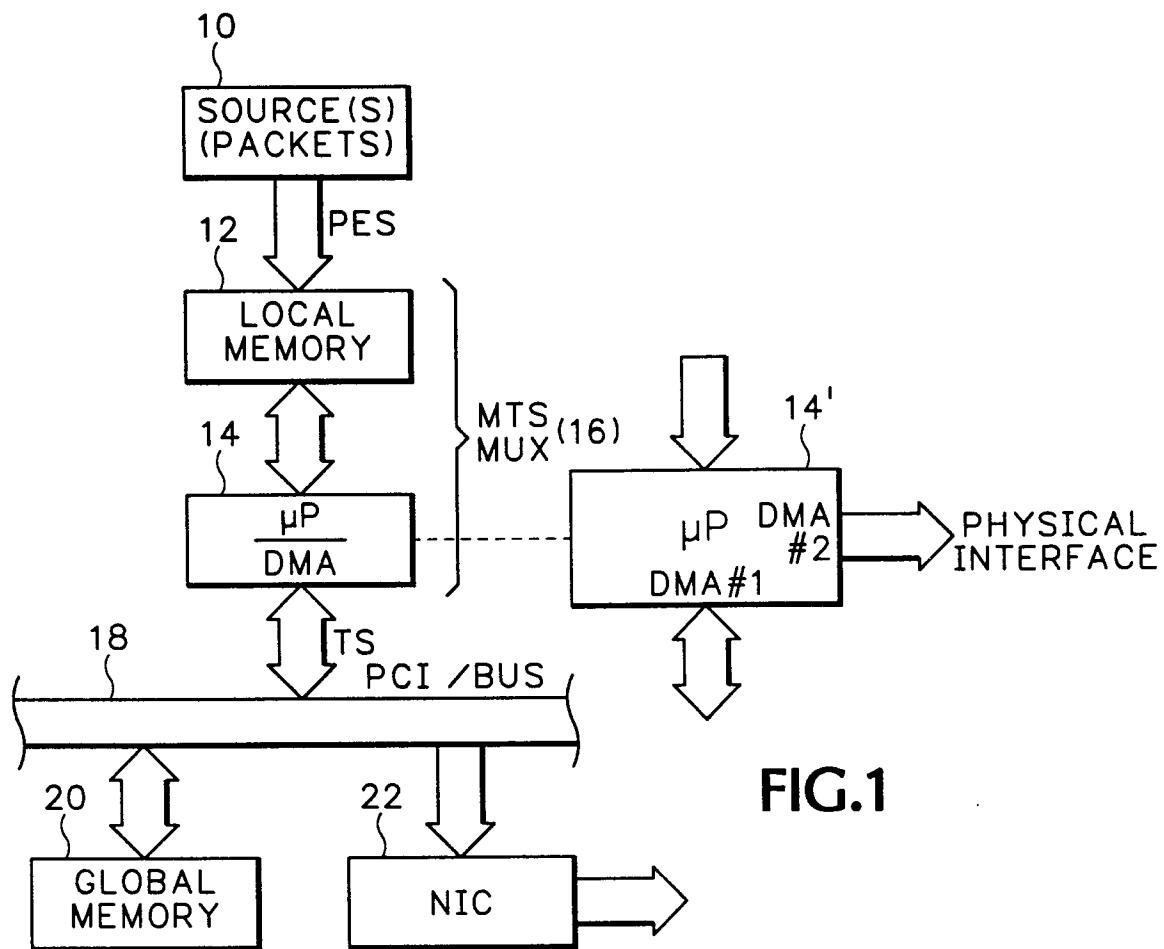 10
SOURCE(S)
(PACKETS)
PES
12
LOCAL
MEMORY
14
µP
DMA
MTS
MUX (16)
14'
µP
DMA
#2
DMA#1
PHYSICAL
INTERFACE
TS
18
PCI /BUS
20
GLOBAL
MEMORY
22
NIC
FIG.1